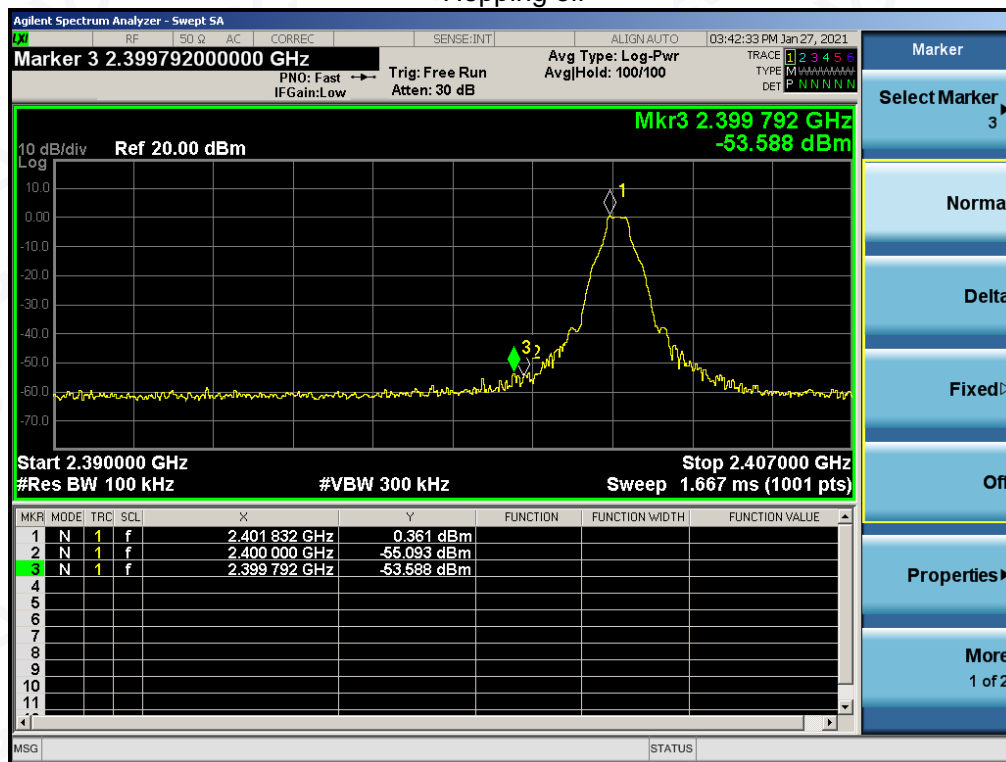 Agilent Spectrum Analyzer - Swept SA
LXI RF 50 Ω AC CORREC SENSE:INT ALIGN AUTO 03:42:33 PM Jan 27, 2021
Marker 3 2.399792000000 GHz
PNO: Fast
IFGain:Low
Trig: Free Run
Atten: 30 dB
Avg Type: Log-Pwr
Avg|Hold: 100/100
TRACE 1 2 3 4 5 6
TYPE M
DET P N N N N N
Mkr3 2.399 792 GHz
-53.588 dBm
10 dB/div Ref 20.00 dBm
Log
10.0
0.00
-10.0
-20.0
-30.0
-40.0
-50.0
-60.0
-70.0
1
3 2
Start 2.390000 GHz Stop 2.407000 GHz
#Res BW 100 kHz #VBW 300 kHz Sweep 1.667 ms (1001 pts)
MKR MODE TRC SCL X Y FUNCTION FUNCTION WIDTH FUNCTION VALUE
1 N 1 f 2.401 832 GHz 0.361 dBm
2 N 1 f 2.400 000 GHz -55.093 dBm
3 N 1 f 2.399 792 GHz -53.588 dBm
4
5
6
7
8
9
10
11
MSG STATUS
Marker
Select Marker
3
Norma
Delta
Fixed
Off
Properties
More
1 of 2